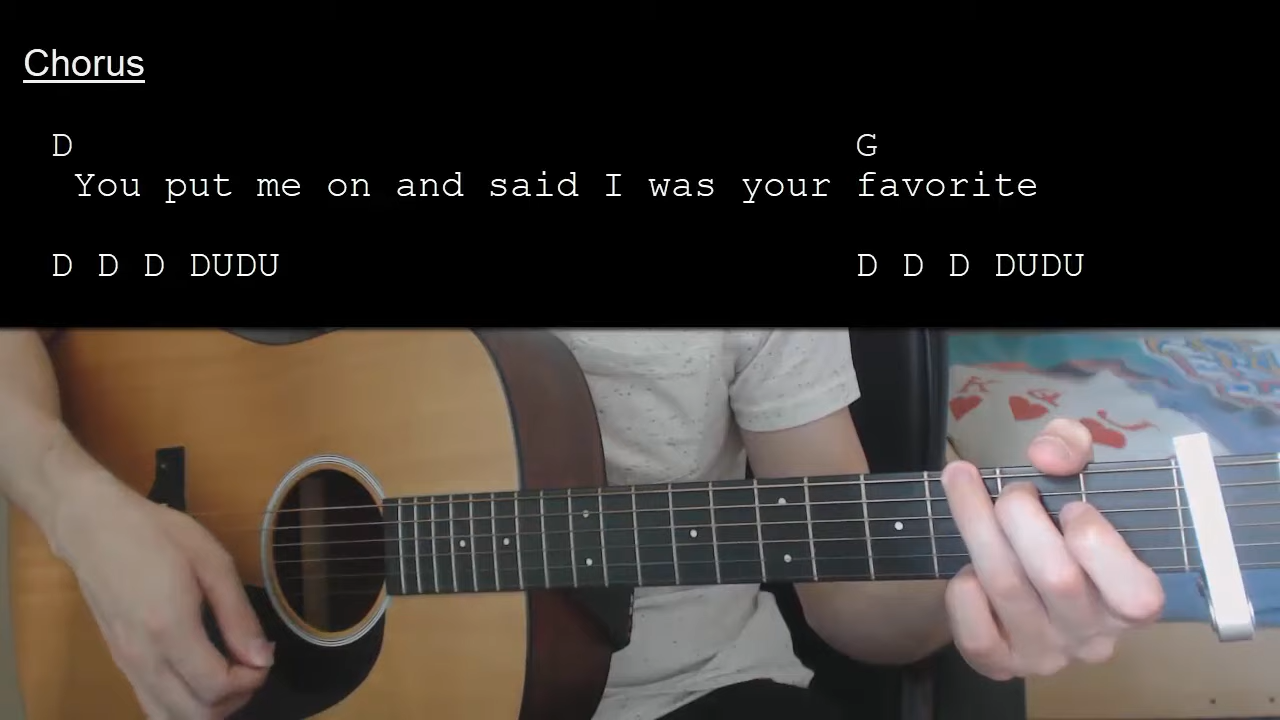 Chorus
D G
You put me on and said I was your favorite
D D D DUDU D D D DUDU
K Q J